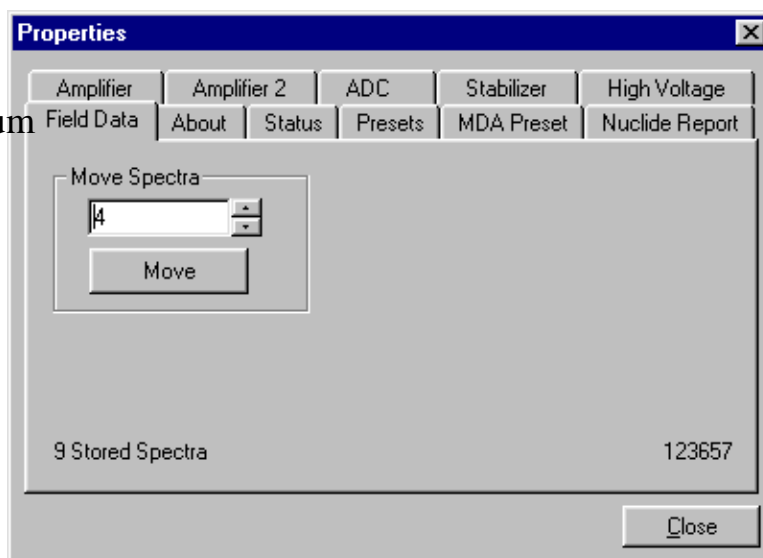 Properties
Amplifier Amplifier 2 ADC Stabilizer High Voltage
Field Data About Status Presets MDA Preset Nuclide Report
Move Spectra
4
Move
9 Stored Spectra 123657
Close